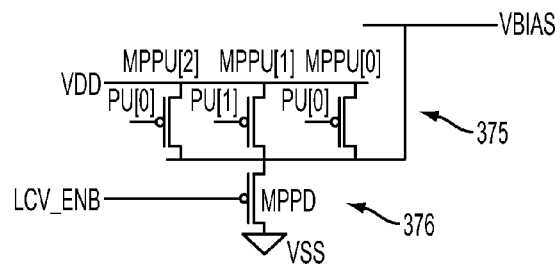 VBIAS
MPPU[2] MPPU[1] MPPU[0]
VDD
PU[0] PU[1] PU[0]
375
LCV_ENB
MPPD
376
VSS